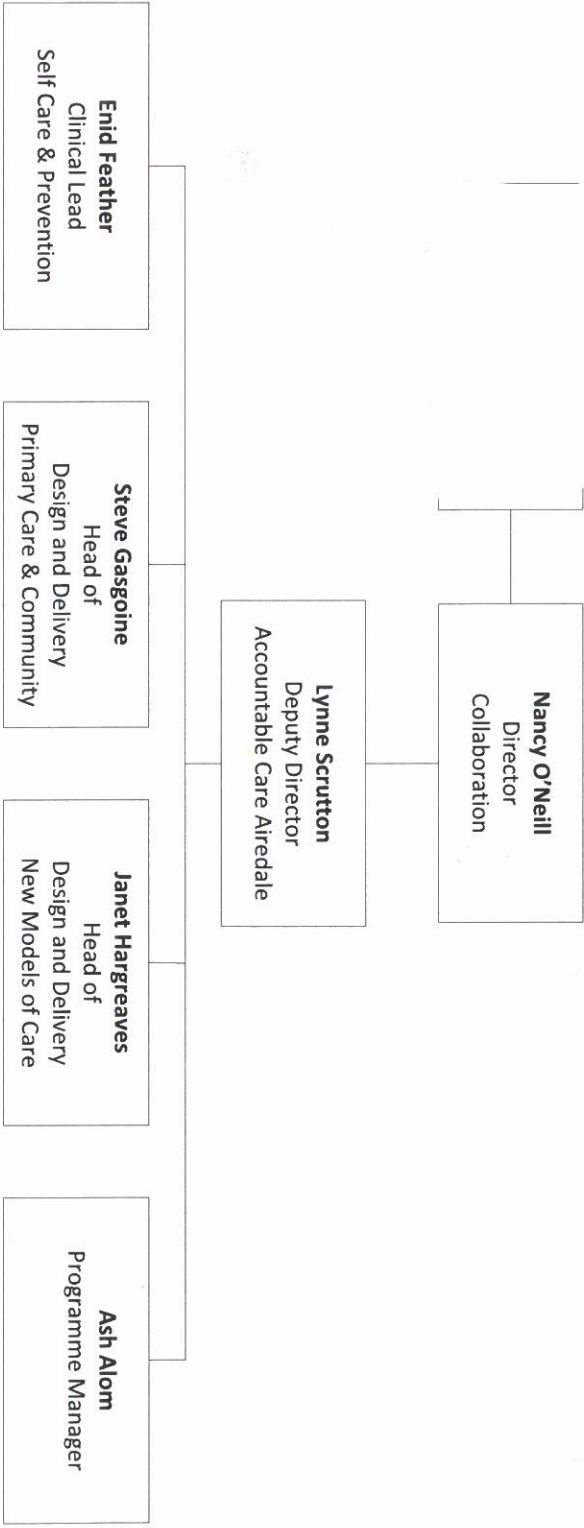 Nancy O'Neill
Director
Collaboration
Lynne Scrutton
Deputy Director
Accountable Care Airedale
Enid Feather
Clinical Lead
Self Care & Prevention
Steve Gasgoine
Head of
Design and Delivery
Primary Care & Community
Janet Hargreaves
Head of
Design and Delivery
New Models of Care
Ash Alom
Programme Manager